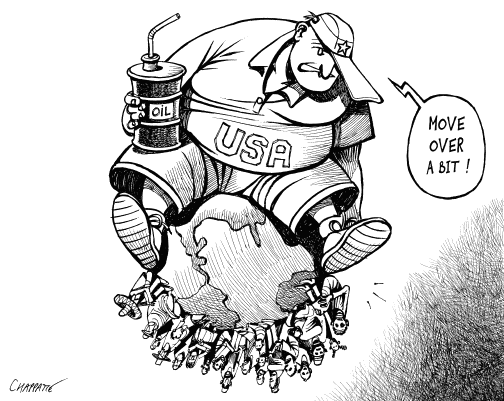 OIL
USA
MOVE
OVER
A BIT !
CHAPPATTE